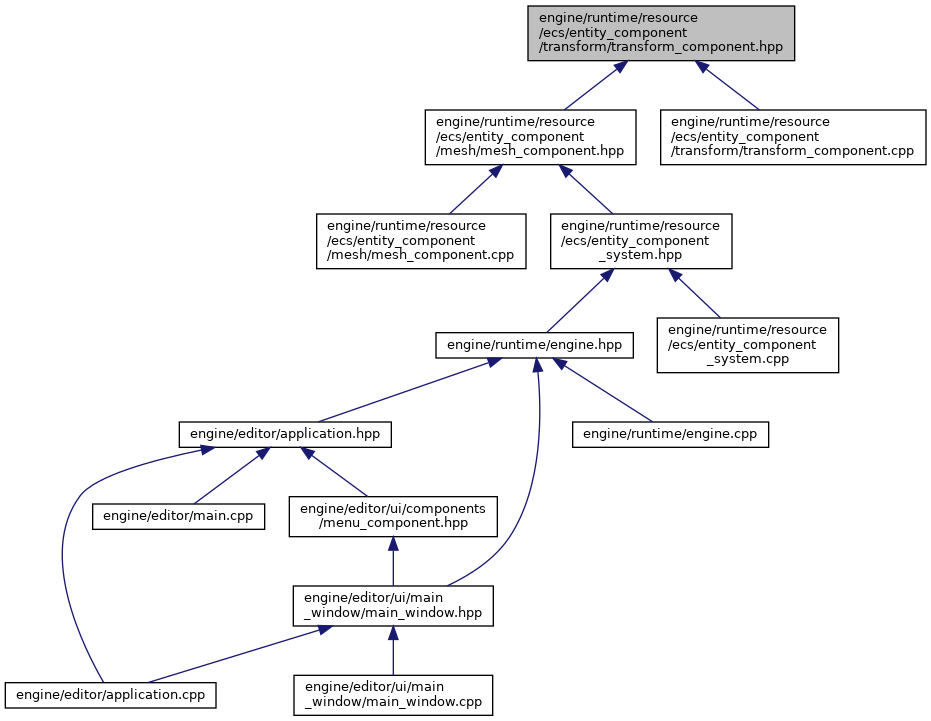 engine/runtime/resource
/ecs/entity_component
/transform/transform_component.hpp
engine/runtime/resource
/ecs/entity_component
/mesh/mesh_component.hpp
engine/runtime/resource
/ecs/entity_component
/transform/transform_component.cpp
engine/runtime/resource
/ecs/entity_component
/mesh/mesh_component.cpp
engine/runtime/resource
/ecs/entity_component
_system.hpp
engine/runtime/engine.hpp
engine/runtime/resource
/ecs/entity_component
_system.cpp
engine/editor/application.hpp
engine/runtime/engine.cpp
engine/editor/main.cpp
engine/editor/ui/components
/menu_component.hpp
engine/editor/ui/main
_window/main_window.hpp
engine/editor/application.cpp
engine/editor/ui/main
_window/main_window.cpp